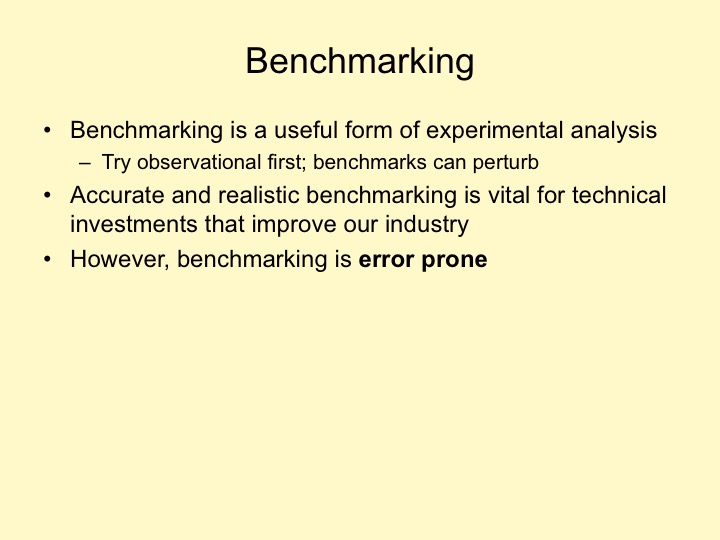 Benchmarking
• Benchmarking is a useful form of experimental analysis
– Try observational first; benchmarks can perturb
• Accurate and realistic benchmarking is vital for technical
investments that improve our industry
• However, benchmarking is error prone